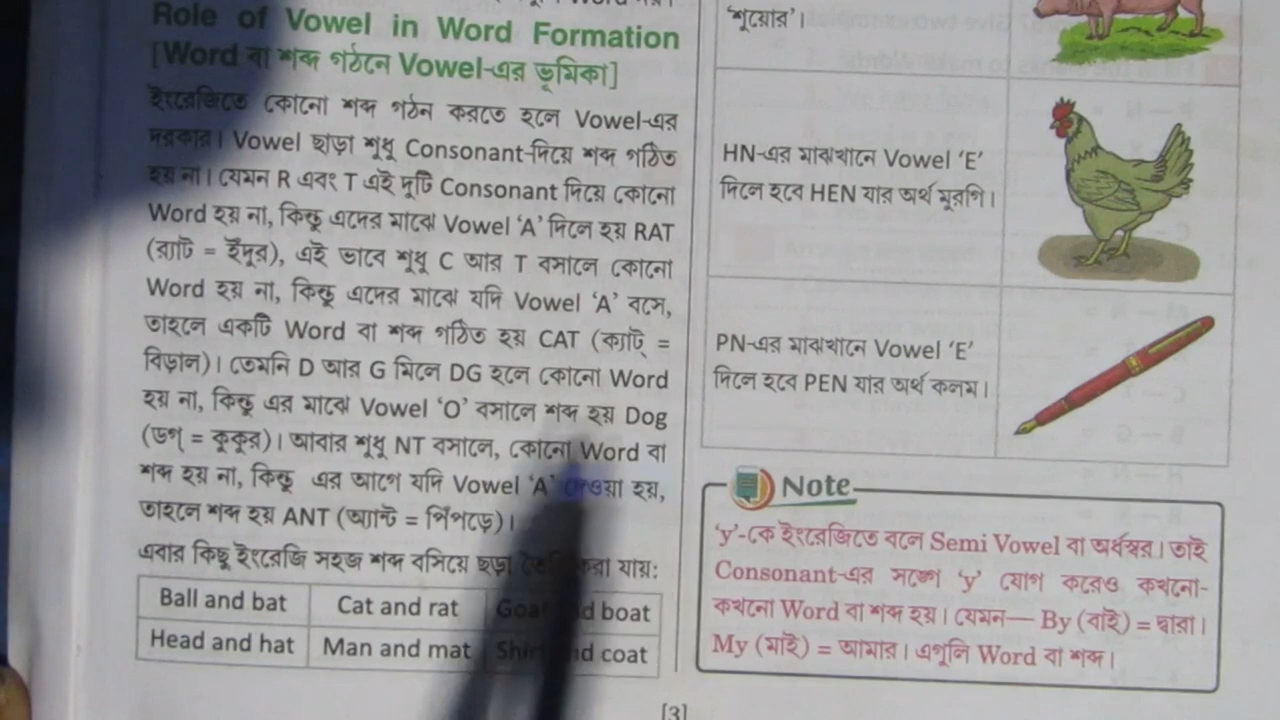 Role of Vowel in Word Formation
[Word বা শব্দ গঠনে Vowel-এর ভূমিকা]
ইংরেজিতে কোনো শব্দ গঠন করতে হলে Vowel-এর
দরকার। Vowel ছাড়া শুধু Consonant-দিয়ে শব্দ গঠিত
হয় না। যেমন R এবং T এই দুটি Consonant দিয়ে কোনো
Word হয় না, কিন্তু এদের মাঝে Vowel ‘A’ দিলে হয় RAT
(র‍্যাট = ইঁদুর), এই ভাবে শুধু C আর T বসালে কোনো
Word হয় না, কিন্তু এদের মাঝে যদি Vowel ‘A’ বসে,
তাহলে একটি Word বা শব্দ গঠিত হয় CAT (ক্যাট্ =
বিড়াল)। তেমনি D আর G মিলে DG হলে কোনো Word
হয় না, কিন্তু এর মাঝে Vowel ‘O’ বসালে শব্দ হয় Dog
(ডগ্ = কুকুর)। আবার শুধু NT বসালে, কোনো Word বা
শব্দ হয় না, কিন্তু এর আগে যদি Vowel ‘A’ দেওয়া হয়,
তাহলে শব্দ হয় ANT (অ্যান্ট = পিঁপড়ে)।
এবার কিছু ইংরেজি সহজ শব্দ বসিয়ে ছড়া তৈরি করা যায়:
Ball and bat
Cat and rat
Goat and boat
Head and hat
Man and mat
Shirt and coat
‘শূয়োর’।
HN-এর মাঝখানে Vowel ‘E’
দিলে হবে HEN যার অর্থ মুরগি।
PN-এর মাঝখানে Vowel ‘E’
দিলে হবে PEN যার অর্থ কলম।
Note
‘y’-কে ইংরেজিতে বলে Semi Vowel বা অর্ধস্বর। তাই
Consonant-এর সঙ্গে ‘y’ যোগ করেও কখনো-
কখনো Word বা শব্দ হয়। যেমন— By (বাই) = দ্বারা।
My (মাই) = আমার। এগুলি Word বা শব্দ।
[3]